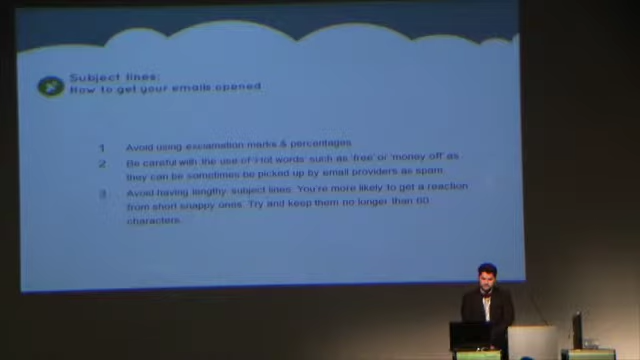 Subject lines:
How to get your emails opened
1 Avoid using exclamation marks & percentages
2 Be careful with the use of 'Hot words' such as 'free' or 'money off' as
they can be sometimes be picked up by email providers as spam.
3 Avoid having lengthy subject lines. You're more likely to get a reaction
from short snappy ones. Try and keep them no longer than 60
characters.